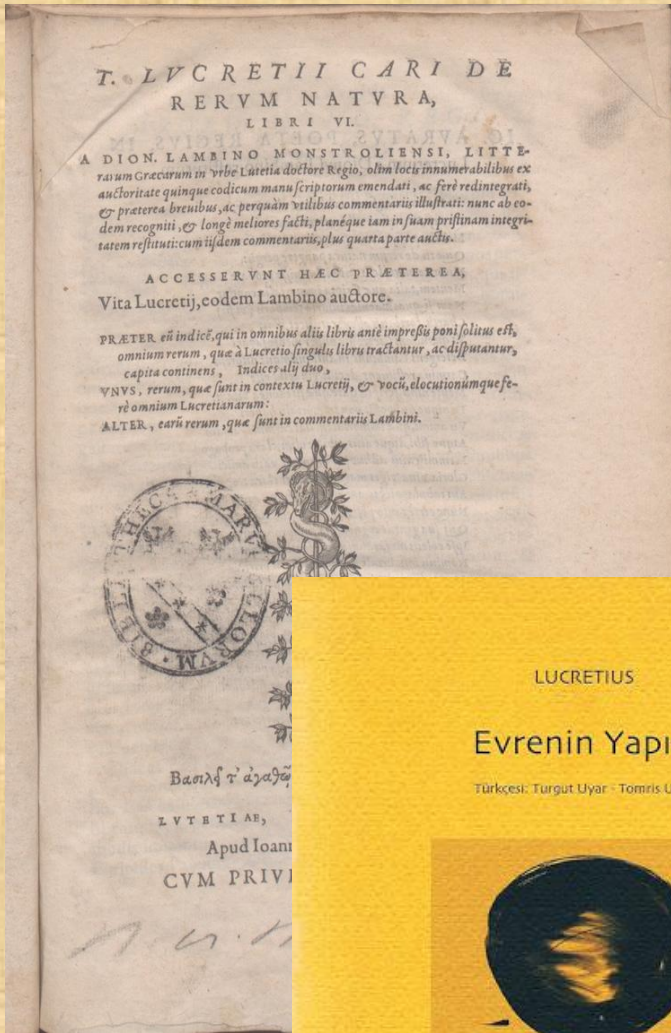 T. LVCRETII CARI DE
RERVM NATVRA,
LIBRI VI.
A DION. LAMBINO MONSTROLIENSI, LITTE-
rarum Græcarum in vrbe Lutetia doctore Regio, olim locis innumerabilibus ex
auctoritate quinque codicum manuscriptorum emendati, ac ferè redintegrati,
& præterea breuibus, ac perquàm vtilibus commentariis illustrati: nunc ab eo-
dem recogniti, & longè meliores facti, planéque iam in suam pristinam integri-
tatem restituti: cum iisdem commentariis, plus quarta parte auctis.
ACCESSERVNT HÆC PRÆTEREA,
Vita Lucretij, eodem Lambino auctore.
PRÆTER eũ indicẽ, qui in omnibus aliis libris antè impreßis poni solitus est,
omnium rerum, quæ à Lucretio singulis libris tractantur, ac disputantur,
capita continens, Indices alij duo,
VNVS, rerum, quæ sunt in contextu Lucretij, & vocũ, elocutionúmque fe-
rè omnium Lucretianarum:
ALTER, earũ rerum, quæ sunt in commentariis Lambini.
LVTETIAE,
Apud Ioann
CVM PRIVI
LUCRETIUS
Evrenin Yapı
Türkçesi: Turgut Uyar - Tomris U